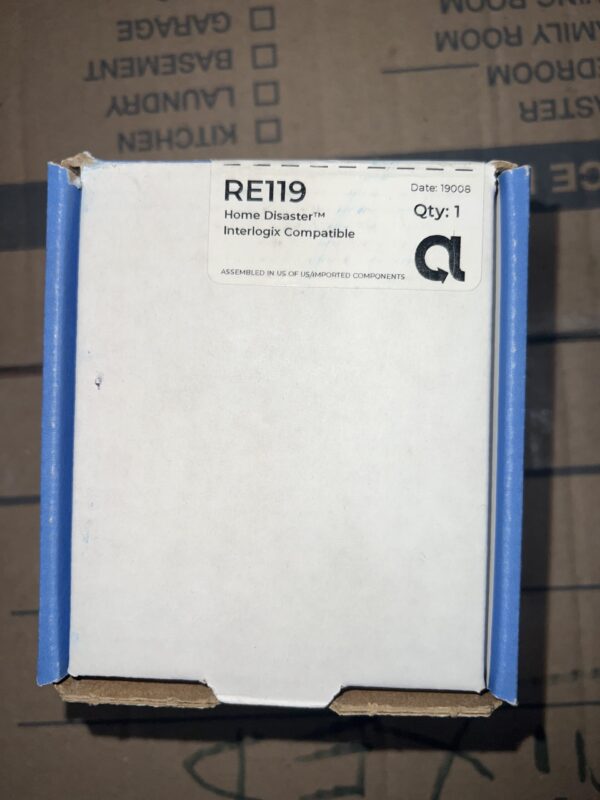 RE119
Date: 19008
Home Disaster™
Qty: 1
Interlogix Compatible
ASSEMBLED IN US OF US/IMPORTED COMPONENTS
GARAGE
BASEMENT
LAUNDRY
KITCHEN
ROOM
FAMILY ROOM
BEDROOM